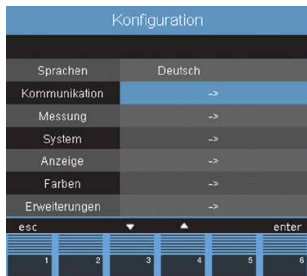 Konfiguration
Sprachen Deutsch
Kommunikation ->
Messung ->
System ->
Anzeige ->
Farben ->
Erweiterungen ->
esc ▼ ▲ enter
1 2 3 4 5 6